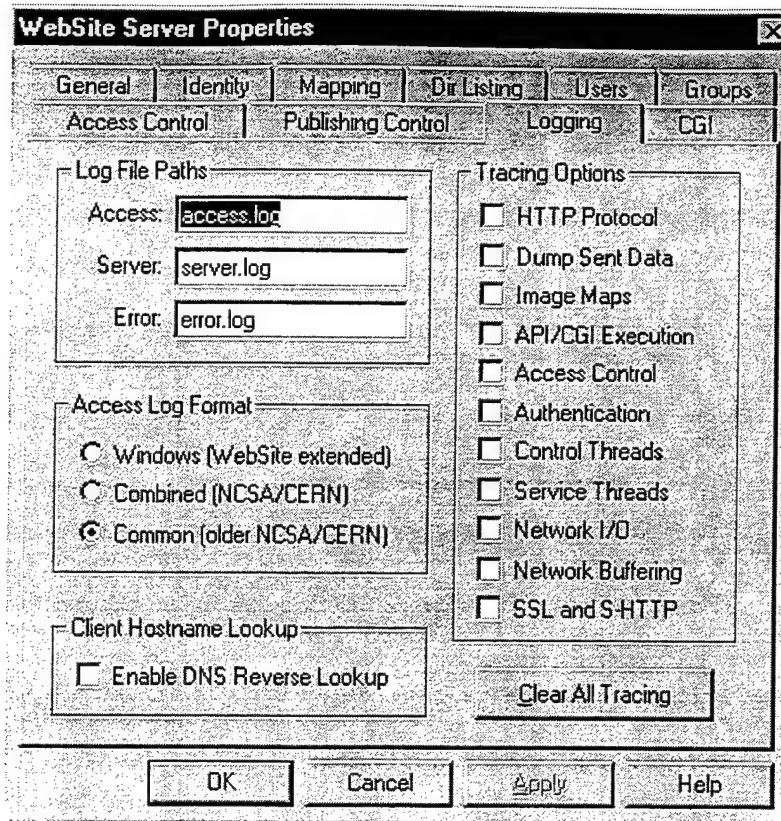 WebSite Server Properties
General Identity Mapping Dir Listing Users Groups
Access Control Publishing Control Logging CGI
Log File Paths
Access: access.log
Server: server.log
Error: error.log
Access Log Format
Windows (WebSite extended)
Combined (NCSA/CERN)
Common (older NCSA/CERN)
Client Hostname Lookup
Enable DNS Reverse Lookup
Tracing Options
HTTP Protocol
Dump Sent Data
Image Maps
API/CGI Execution
Access Control
Authentication
Control Threads
Service Threads
Network I/O
Network Buffering
SSL and S-HTTP
Clear All Tracing
OK Cancel Apply Help